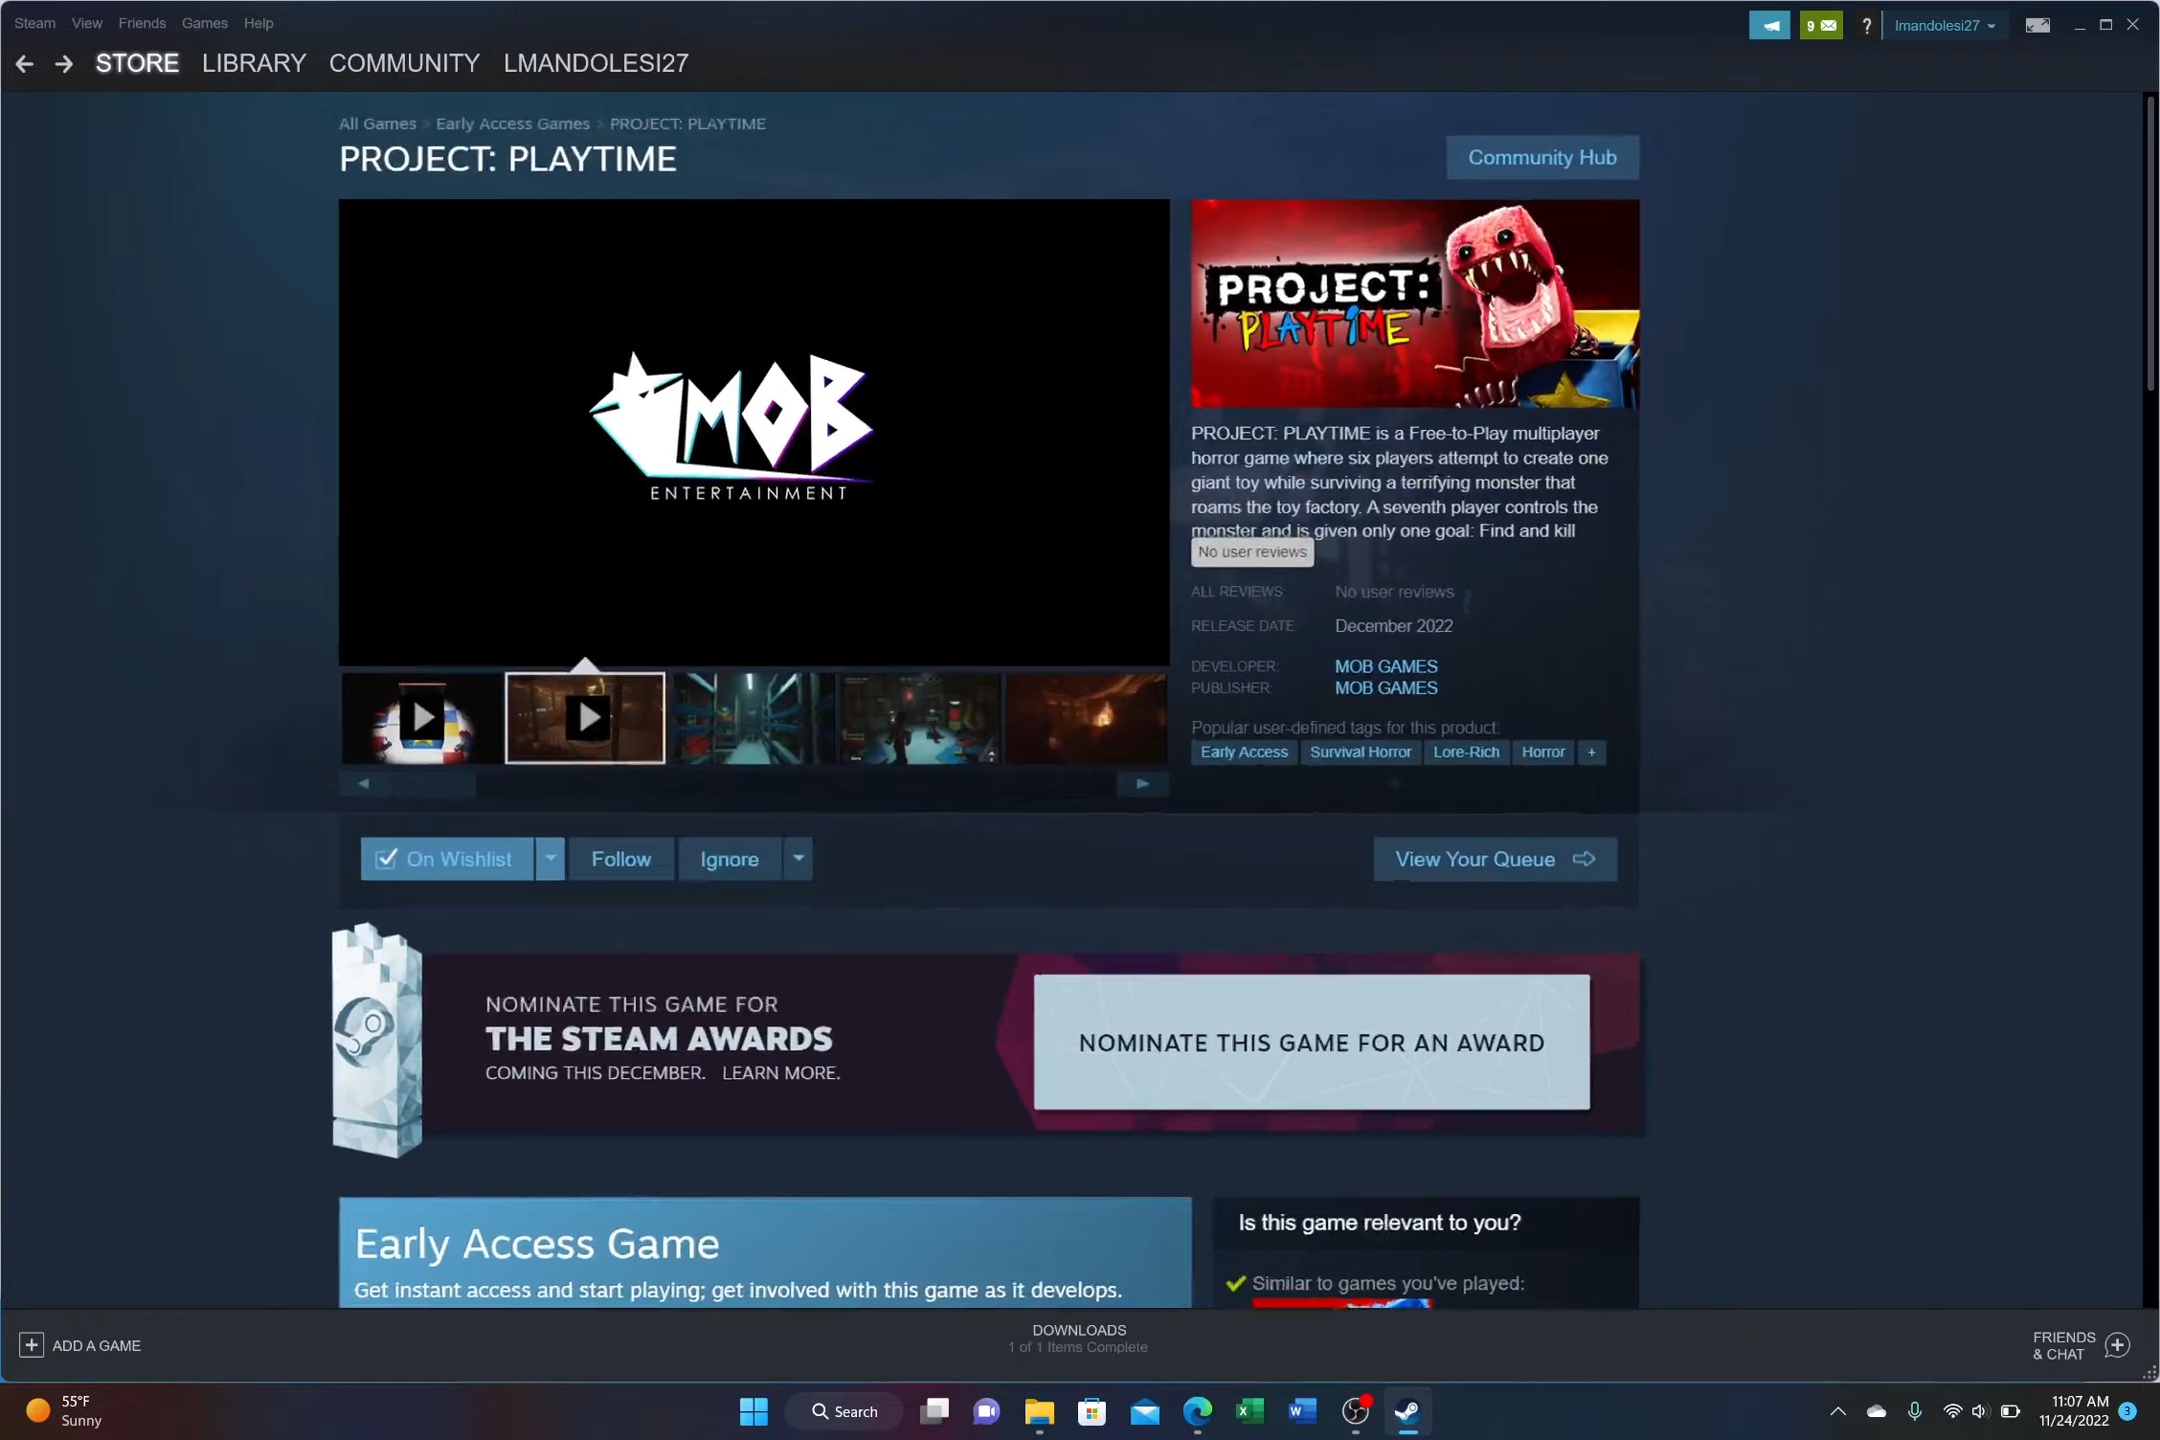 Steam View Friends Games Help
9 ? lmandolesi27
STORE LIBRARY COMMUNITY LMANDOLESI27
All Games > Early Access Games > PROJECT: PLAYTIME
PROJECT: PLAYTIME
Community Hub
MOB
ENTERTAINMENT
PROJECT:
PLAYTIME
PROJECT: PLAYTIME is a Free-to-Play multiplayer
horror game where six players attempt to create one
giant toy while surviving a terrifying monster that
roams the toy factory. A seventh player controls the
monster and is given only one goal: Find and kill
No user reviews
ALL REVIEWS: No user reviews
RELEASE DATE: December 2022
DEVELOPER: MOB GAMES
PUBLISHER: MOB GAMES
Popular user-defined tags for this product:
Early Access Survival Horror Lore-Rich Horror +
On Wishlist Follow Ignore View Your Queue
NOMINATE THIS GAME FOR
THE STEAM AWARDS
COMING THIS DECEMBER. LEARN MORE.
NOMINATE THIS GAME FOR AN AWARD
Early Access Game
Get instant access and start playing; get involved with this game as it develops.
Is this game relevant to you?
Similar to games you've played:
ADD A GAME
DOWNLOADS
1 of 1 Items Complete
FRIENDS
& CHAT
55°F
Sunny
Search
11:07 AM
11/24/2022
3